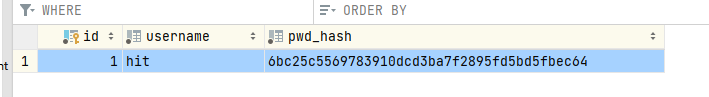 WHERE ORDER BY
id username pwd_hash
1 1 hit 6bc25c5569783910dcd3ba7f2895fd5bd5fbec64
nt